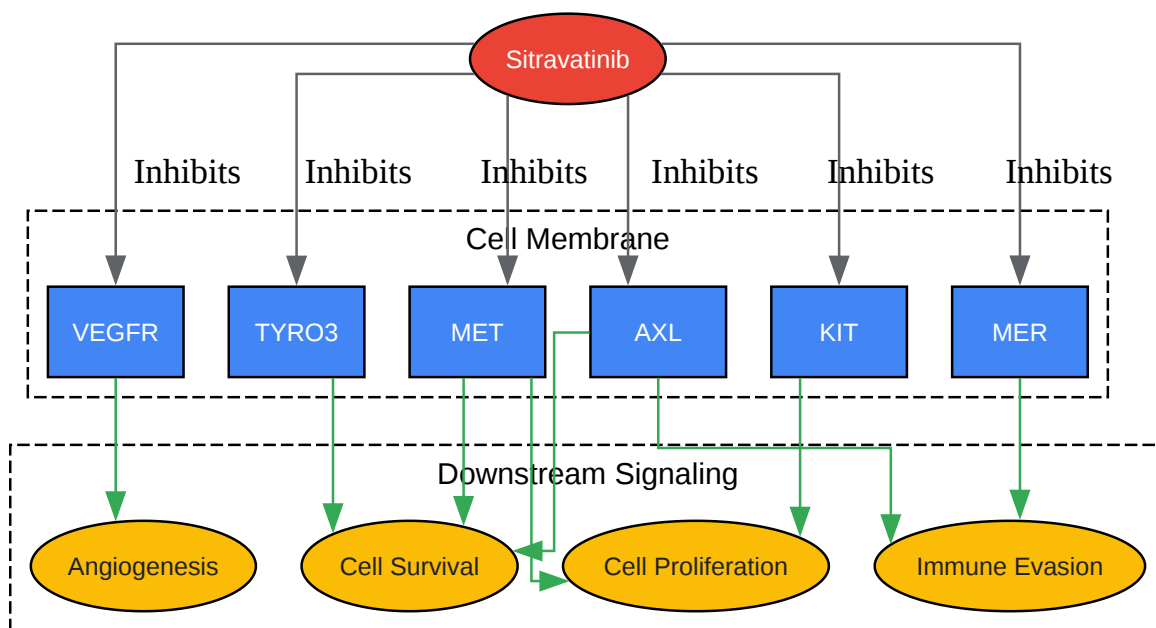 Sitravatinib
Inhibits Inhibits Inhibits Inhibits Inhibits Inhibits
Cell Membrane
VEGFR TYRO3 MET AXL KIT MER
Downstream Signaling
Angiogenesis Cell Survival Cell Proliferation Immune Evasion